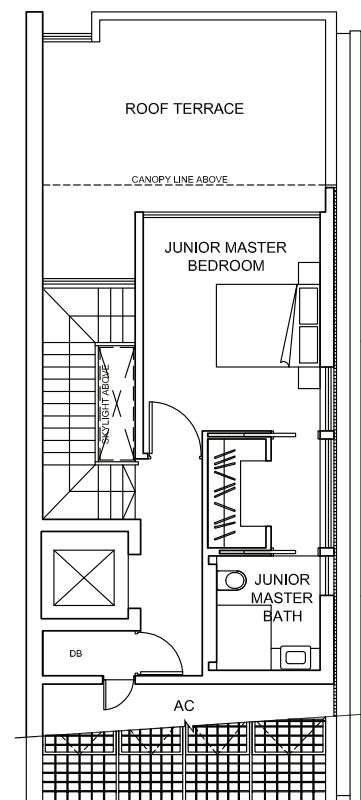 ROOF TERRACE
CANOPY LINE ABOVE
JUNIOR MASTER
BEDROOM
SKYLIGHT ABOVE
JUNIOR
MASTER
BATH
DB
AC